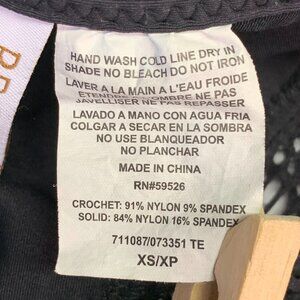 HAND WASH COLD LINE DRY IN
SHADE NO BLEACH DO NOT IRON
LAVER A LA MAIN A L'EAU FROIDE
ETENDRE L'OMBRE NE PAS
JAVELLISER NE PAS REPASSER
LAVADO A MANO CON AGUA FRIA
COLGAR A SECAR EN LA SOMBRA
NO USE BLANQUEADOR
NO PLANCHAR
MADE IN CHINA
RN#59526
CROCHET: 91% NYLON 9% SPANDEX
SOLID: 84% NYLON 16% SPANDEX
711087/073351 TE
XS/XP